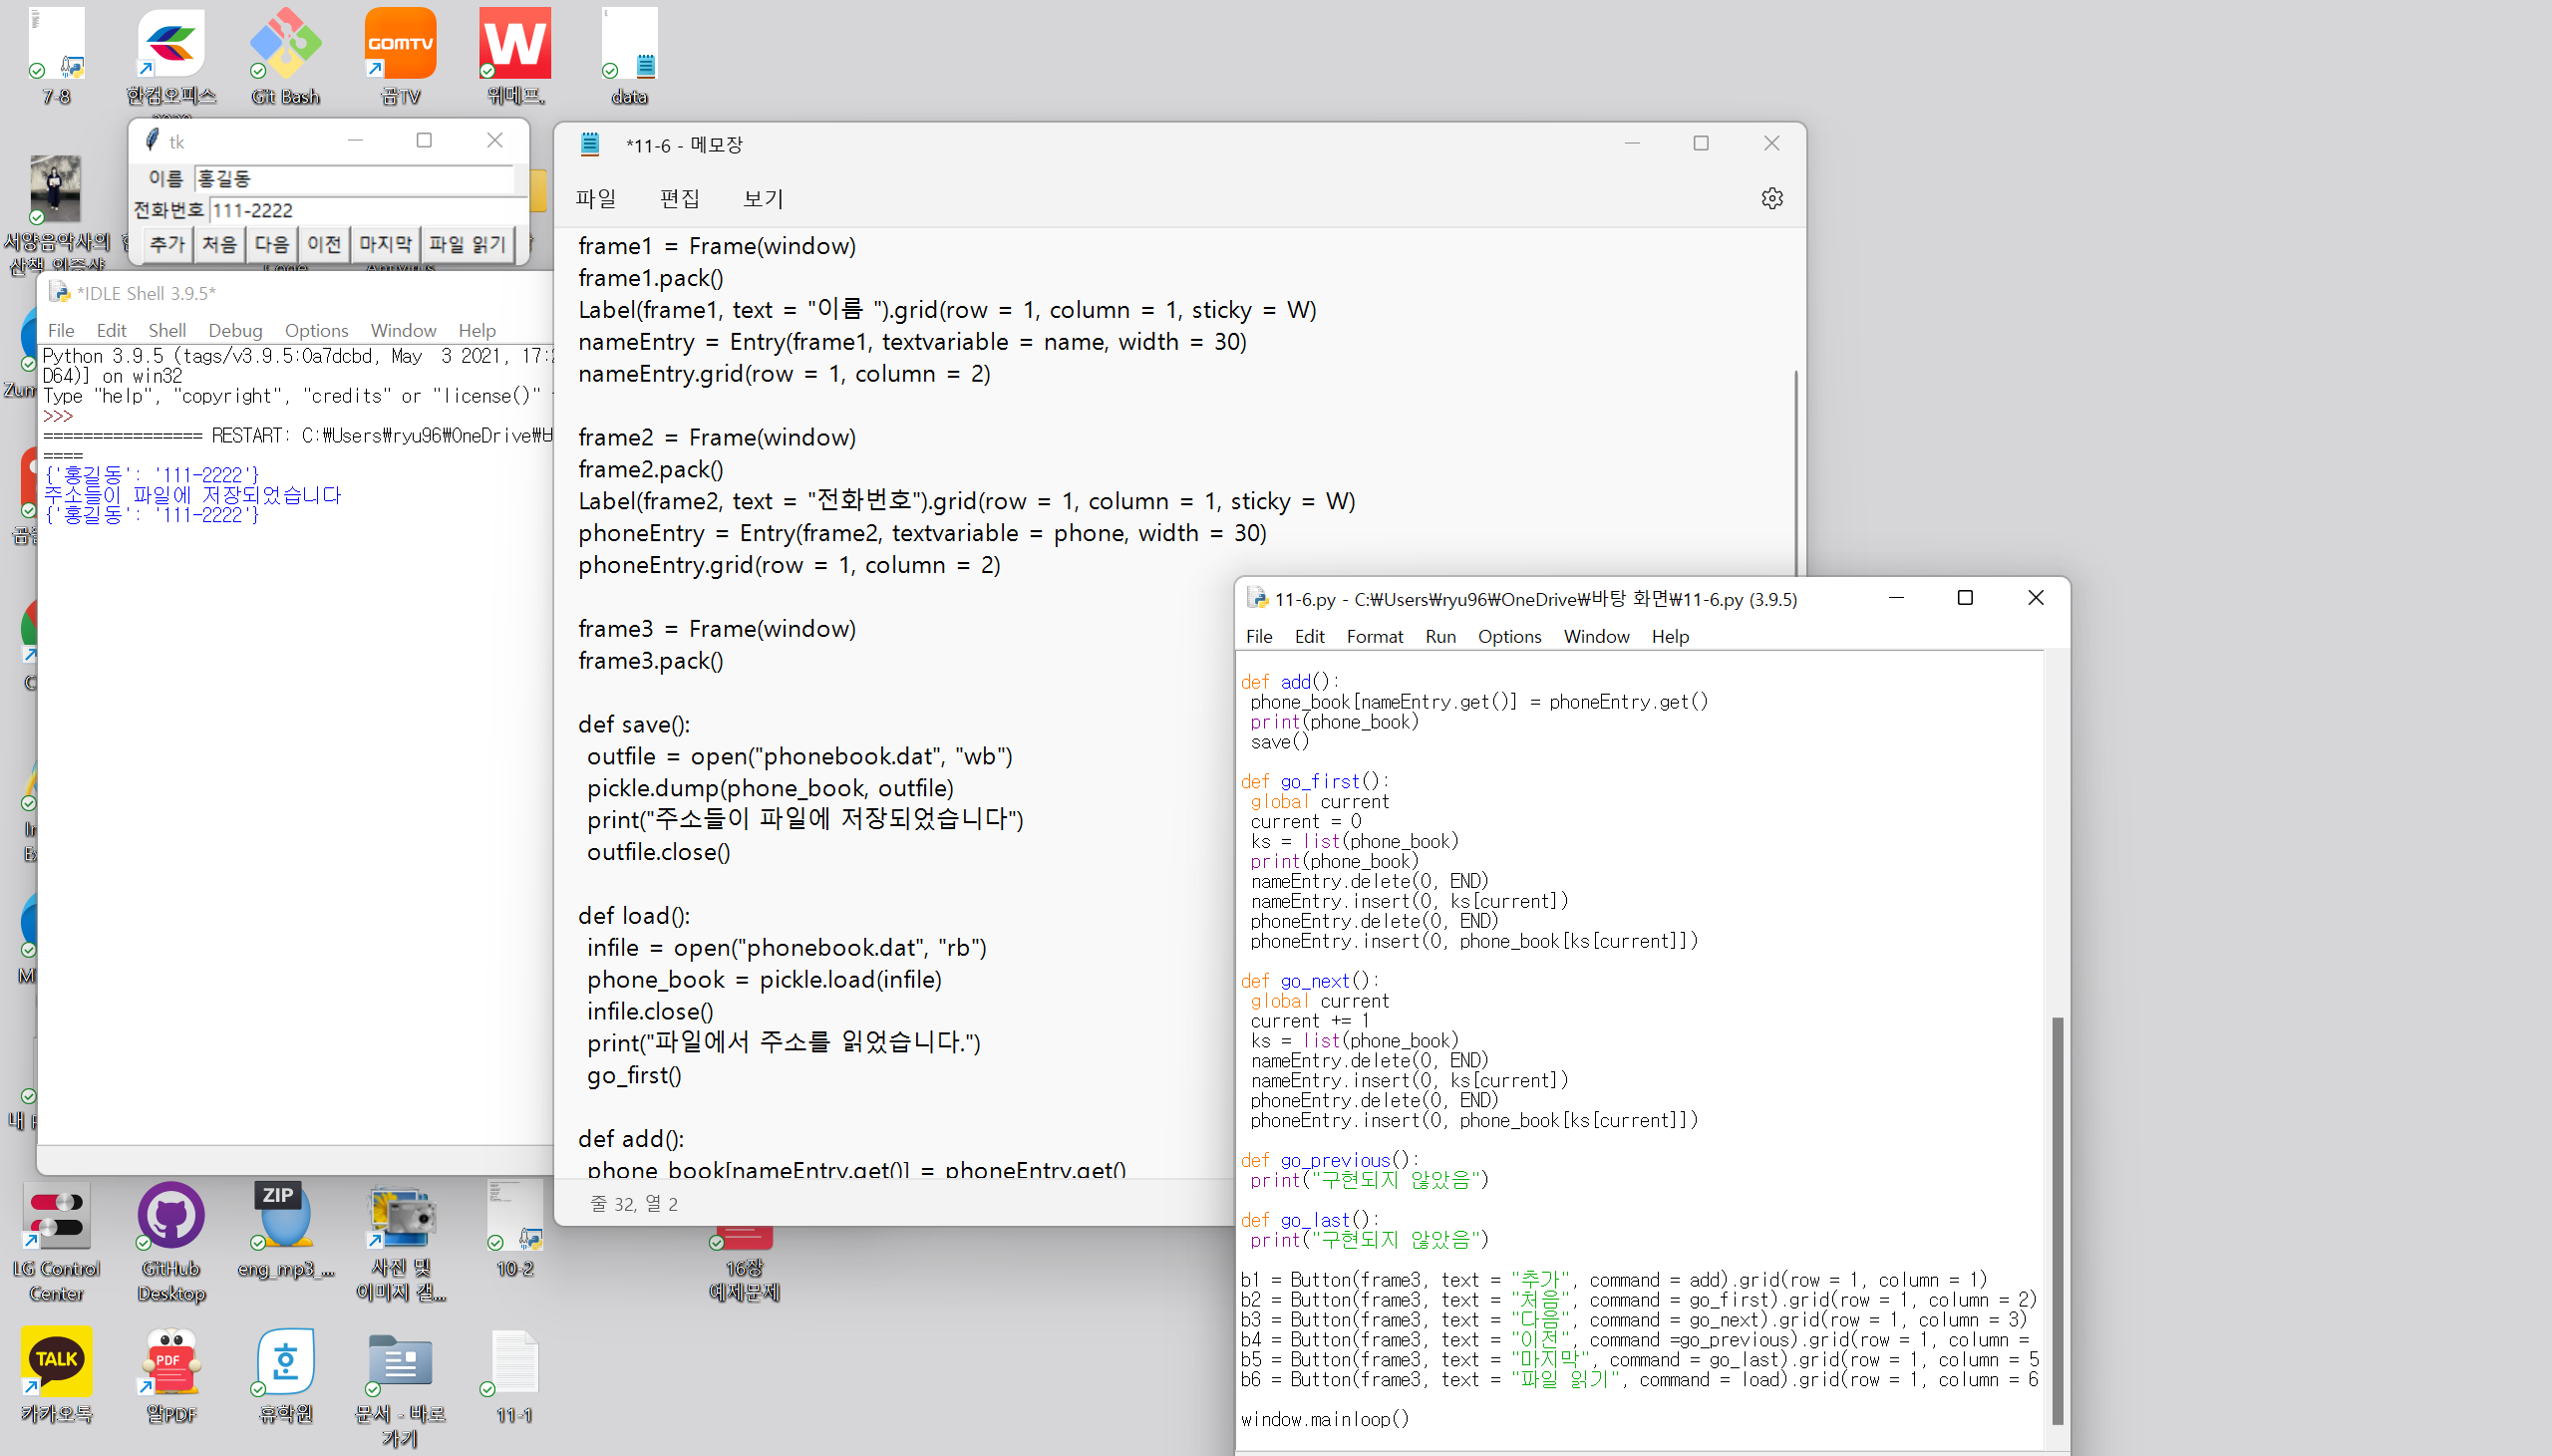 7-8
한컴오피스
Git Bash
GOMTV
곰TV
W
위메프.
data
tk
이름 홍길동
전화번호 111-2222
추가 처음 다음 이전 마지막 파일 읽기
서양음악사의
산책 인증샷
*IDLE Shell 3.9.5*
File Edit Shell Debug Options Window Help
Python 3.9.5 (tags/v3.9.5:0a7dcbd, May  3 2021, 17:2
D64)] on win32
Type "help", "copyright", "credits" or "license()"
>>>
================ RESTART: C:₩Users₩ryu96₩OneDrive₩바
====
{'홍길동': '111-2222'}
주소들이 파일에 저장되었습니다
{'홍길동': '111-2222'}
*11-6 - 메모장
파일 편집 보기
frame1 = Frame(window)
frame1.pack()
Label(frame1, text = "이름 ").grid(row = 1, column = 1, sticky = W)
nameEntry = Entry(frame1, textvariable = name, width = 30)
nameEntry.grid(row = 1, column = 2)
frame2 = Frame(window)
frame2.pack()
Label(frame2, text = "전화번호").grid(row = 1, column = 1, sticky = W)
phoneEntry = Entry(frame2, textvariable = phone, width = 30)
phoneEntry.grid(row = 1, column = 2)
frame3 = Frame(window)
frame3.pack()
def save():
 outfile = open("phonebook.dat", "wb")
 pickle.dump(phone_book, outfile)
 print("주소들이 파일에 저장되었습니다")
 outfile.close()
def load():
 infile = open("phonebook.dat", "rb")
 phone_book = pickle.load(infile)
 infile.close()
 print("파일에서 주소를 읽었습니다.")
 go_first()
def add():
 phone_book[nameEntry.get()] = phoneEntry.get()
줄 32, 열 2
11-6.py - C:₩Users₩ryu96₩OneDrive₩바탕 화면₩11-6.py (3.9.5)
File Edit Format Run Options Window Help
def add():
 phone_book[nameEntry.get()] = phoneEntry.get()
 print(phone_book)
 save()
def go_first():
 global current
 current = 0
 ks = list(phone_book)
 print(phone_book)
 nameEntry.delete(0, END)
 nameEntry.insert(0, ks[current])
 phoneEntry.delete(0, END)
 phoneEntry.insert(0, phone_book[ks[current]])
def go_next():
 global current
 current += 1
 ks = list(phone_book)
 nameEntry.delete(0, END)
 nameEntry.insert(0, ks[current])
 phoneEntry.delete(0, END)
 phoneEntry.insert(0, phone_book[ks[current]])
def go_previous():
 print("구현되지 않았음")
def go_last():
 print("구현되지 않았음")
b1 = Button(frame3, text = "추가", command = add).grid(row = 1, column = 1)
b2 = Button(frame3, text = "처음", command = go_first).grid(row = 1, column = 2)
b3 = Button(frame3, text = "다음", command = go_next).grid(row = 1, column = 3)
b4 = Button(frame3, text = "이전", command =go_previous).grid(row = 1, column =
b5 = Button(frame3, text = "마지막", command = go_last).grid(row = 1, column = 5
b6 = Button(frame3, text = "파일 읽기", command = load).grid(row = 1, column = 6
window.mainloop()
LG Control
Center
GitHub
Desktop
ZIP
eng_mp3_...
사진 및
이미지 갤...
10-2
16장
예제문제
TALK
카카오톡
PDF
알PDF
휴학원
문서 - 바로
가기
11-1